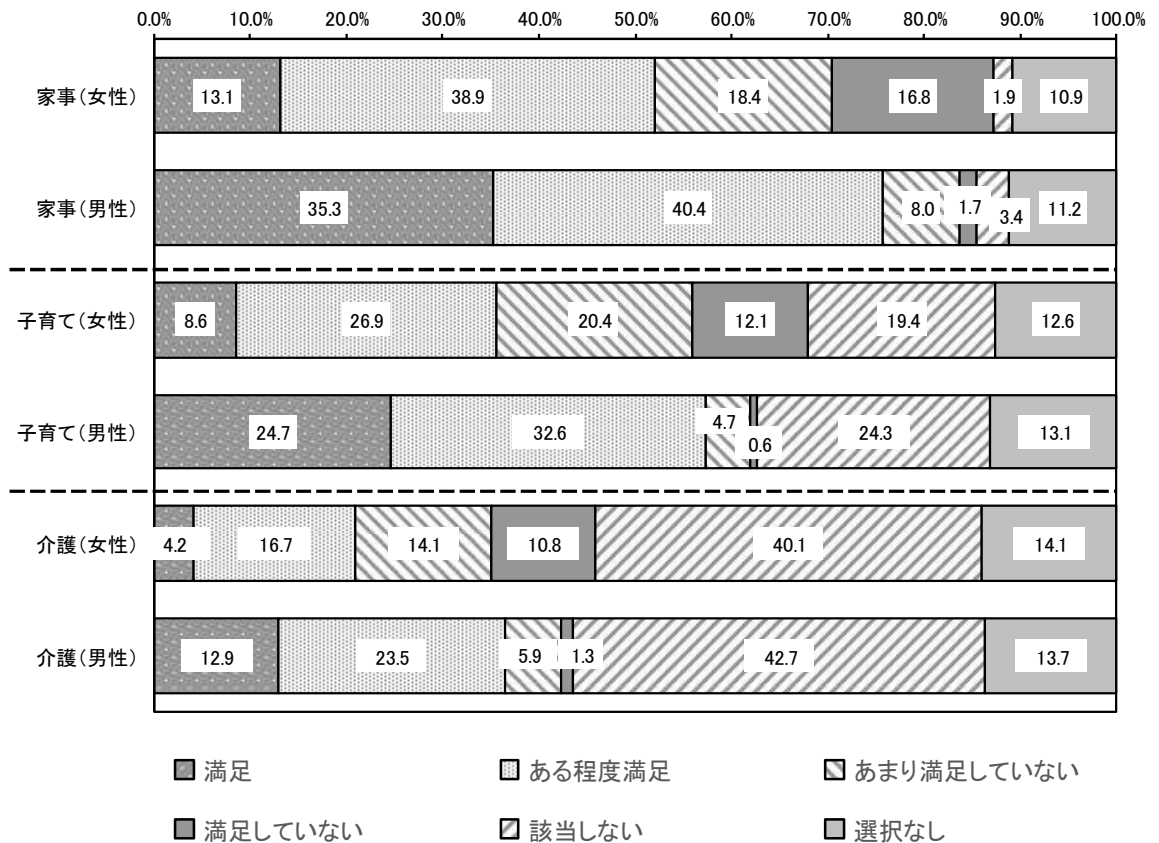 0.0% 10.0% 20.0% 30.0% 40.0% 50.0% 60.0% 70.0% 80.0% 90.0% 100.0%
家事(女性) 13.1 38.9 18.4 16.8 1.9 10.9
家事(男性) 35.3 40.4 8.0 1.7 3.4 11.2
子育て(女性) 8.6 26.9 20.4 12.1 19.4 12.6
子育て(男性) 24.7 32.6 4.7 0.6 24.3 13.1
介護(女性) 4.2 16.7 14.1 10.8 40.1 14.1
介護(男性) 12.9 23.5 5.9 1.3 42.7 13.7
満足 ある程度満足 あまり満足していない
満足していない 該当しない 選択なし